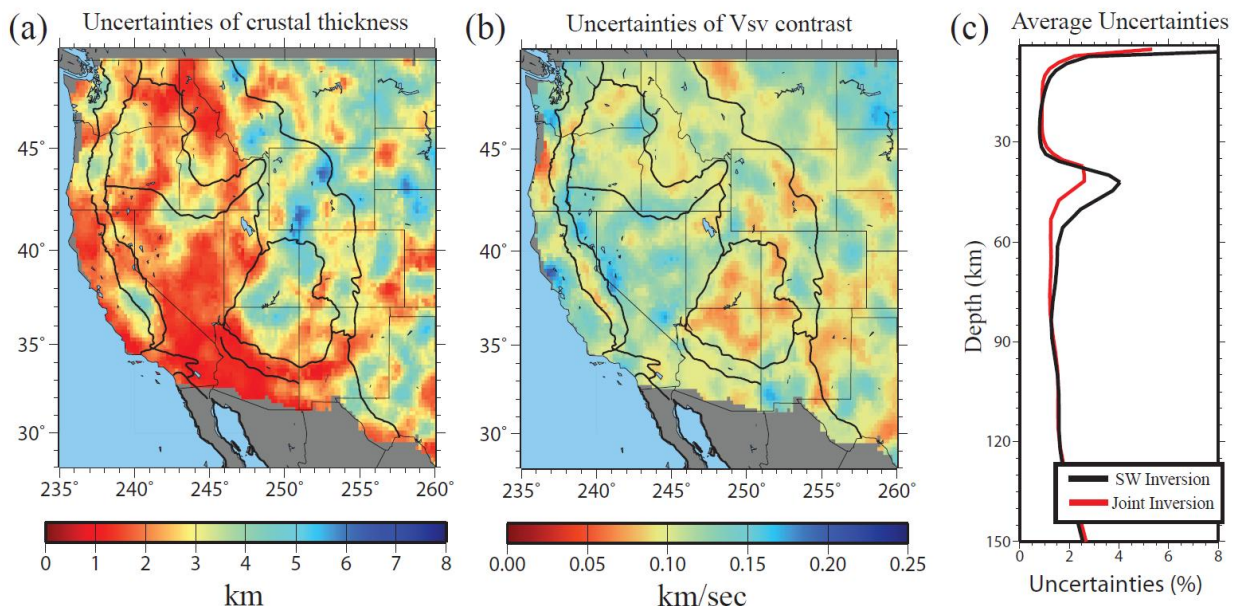 (a) Uncertainties of crustal thickness
235° 240° 245° 250° 255° 260°
45°
40°
35°
30°
0 1 2 3 4 5 6 7 8
km
(b) Uncertainties of Vsv contrast
235° 240° 245° 250° 255° 260°
45°
40°
35°
30°
0.00 0.05 0.10 0.15 0.20 0.25
km/sec
(c) Average Uncertainties
Depth (km)
30
60
90
120
150
SW Inversion
Joint Inversion
0 2 4 6 8
Uncertainties (%)